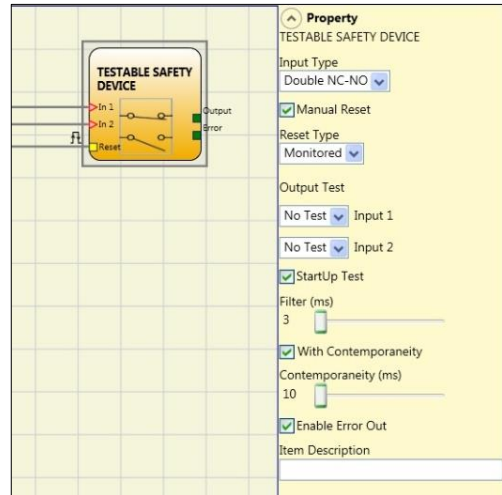 TESTABLE SAFETY
DEVICE
In 1
In 2
Reset
Output
Error
Property
TESTABLE SAFETY DEVICE
Input Type
Double NC-NO
Manual Reset
Reset Type
Monitored
Output Test
No Test Input 1
No Test Input 2
StartUp Test
Filter (ms)
3
With Contemporaneity
Contemporaneity (ms)
10
Enable Error Out
Item Description